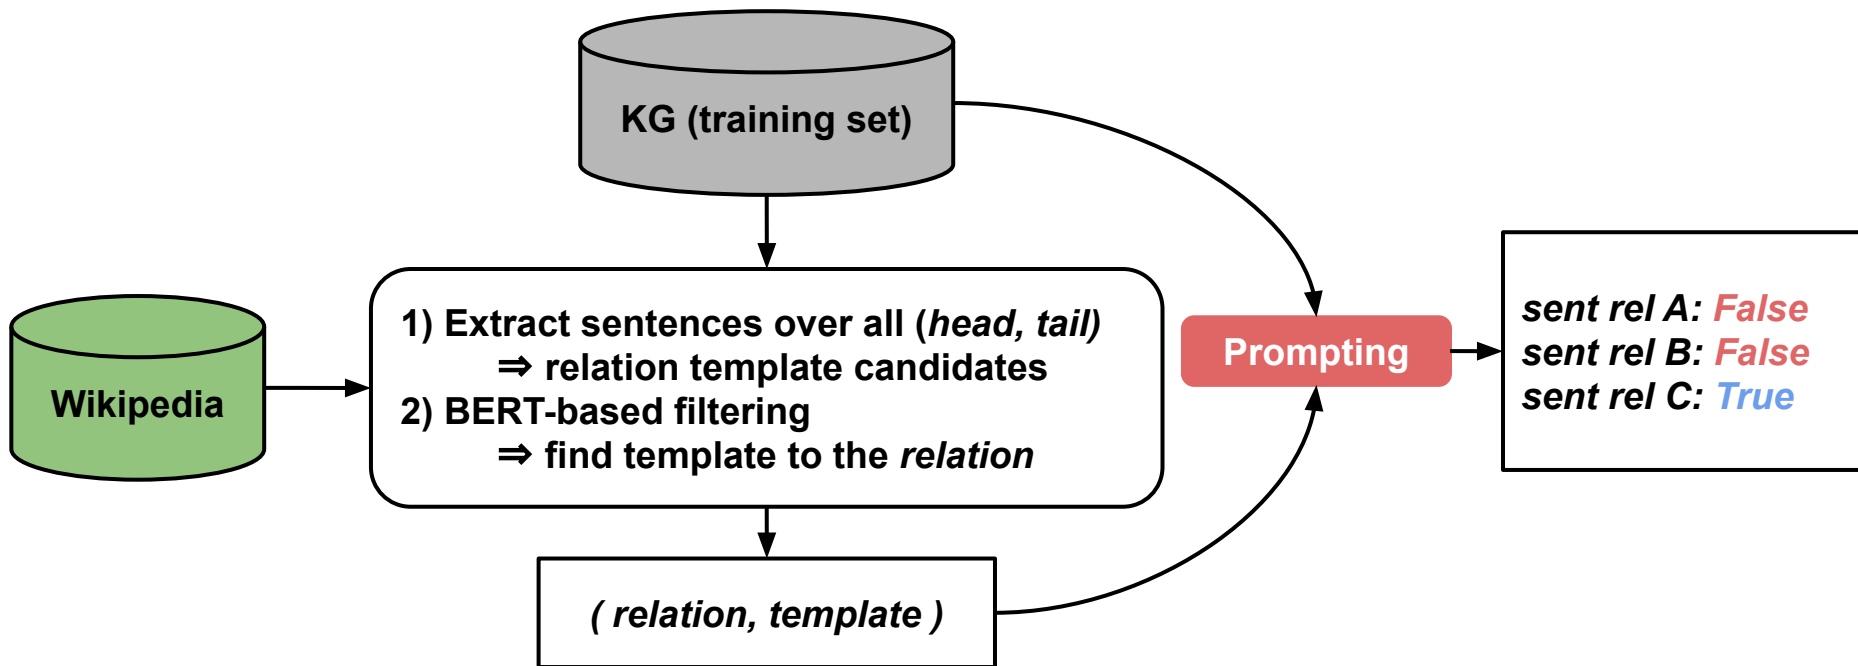 KG (training set)
Wikipedia
1) Extract sentences over all (head, tail)
⇒ relation template candidates
2) BERT-based filtering
⇒ find template to the relation
( relation, template )
Prompting
sent rel A: False
sent rel B: False
sent rel C: True